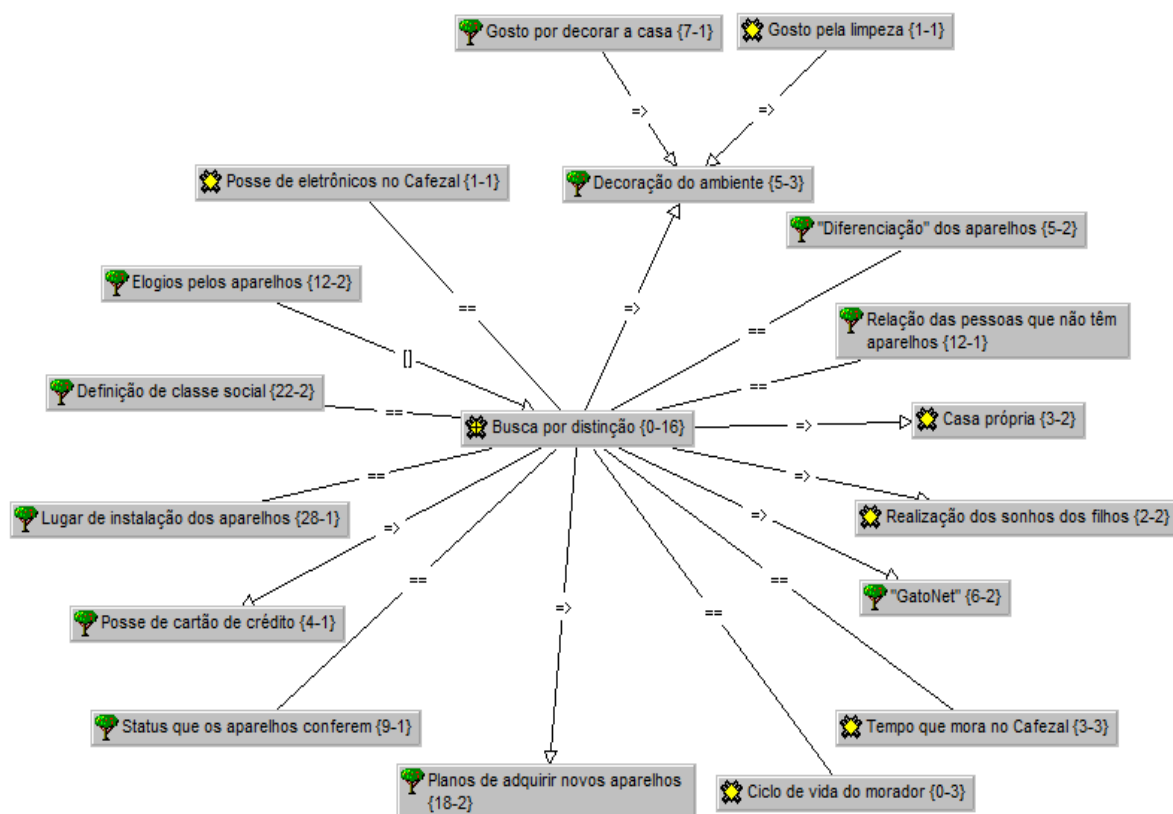 Gosto por decorar a casa {7-1}
Gosto pela limpeza {1-1}
=>
=>
Posse de eletrônicos no Cafezal {1-1}
Decoração do ambiente {5-3}
"Diferenciação" dos aparelhos {5-2}
Elogios pelos aparelhos {12-2}
==
=>
==
Relação das pessoas que não têm
aparelhos {12-1}
[]
==
Definição de classe social {22-2}
==
Busca por distinção {0-16}
=>
Casa própria {3-2}
==
=>
Lugar de instalação dos aparelhos {28-1}
Realização dos sonhos dos filhos {2-2}
=>
=>
==
==
"GatoNet" {6-2}
=>
==
Posse de cartão de crédito {4-1}
Status que os aparelhos conferem {9-1}
Tempo que mora no Cafezal {3-3}
Planos de adquirir novos aparelhos
{18-2}
Ciclo de vida do morador {0-3}